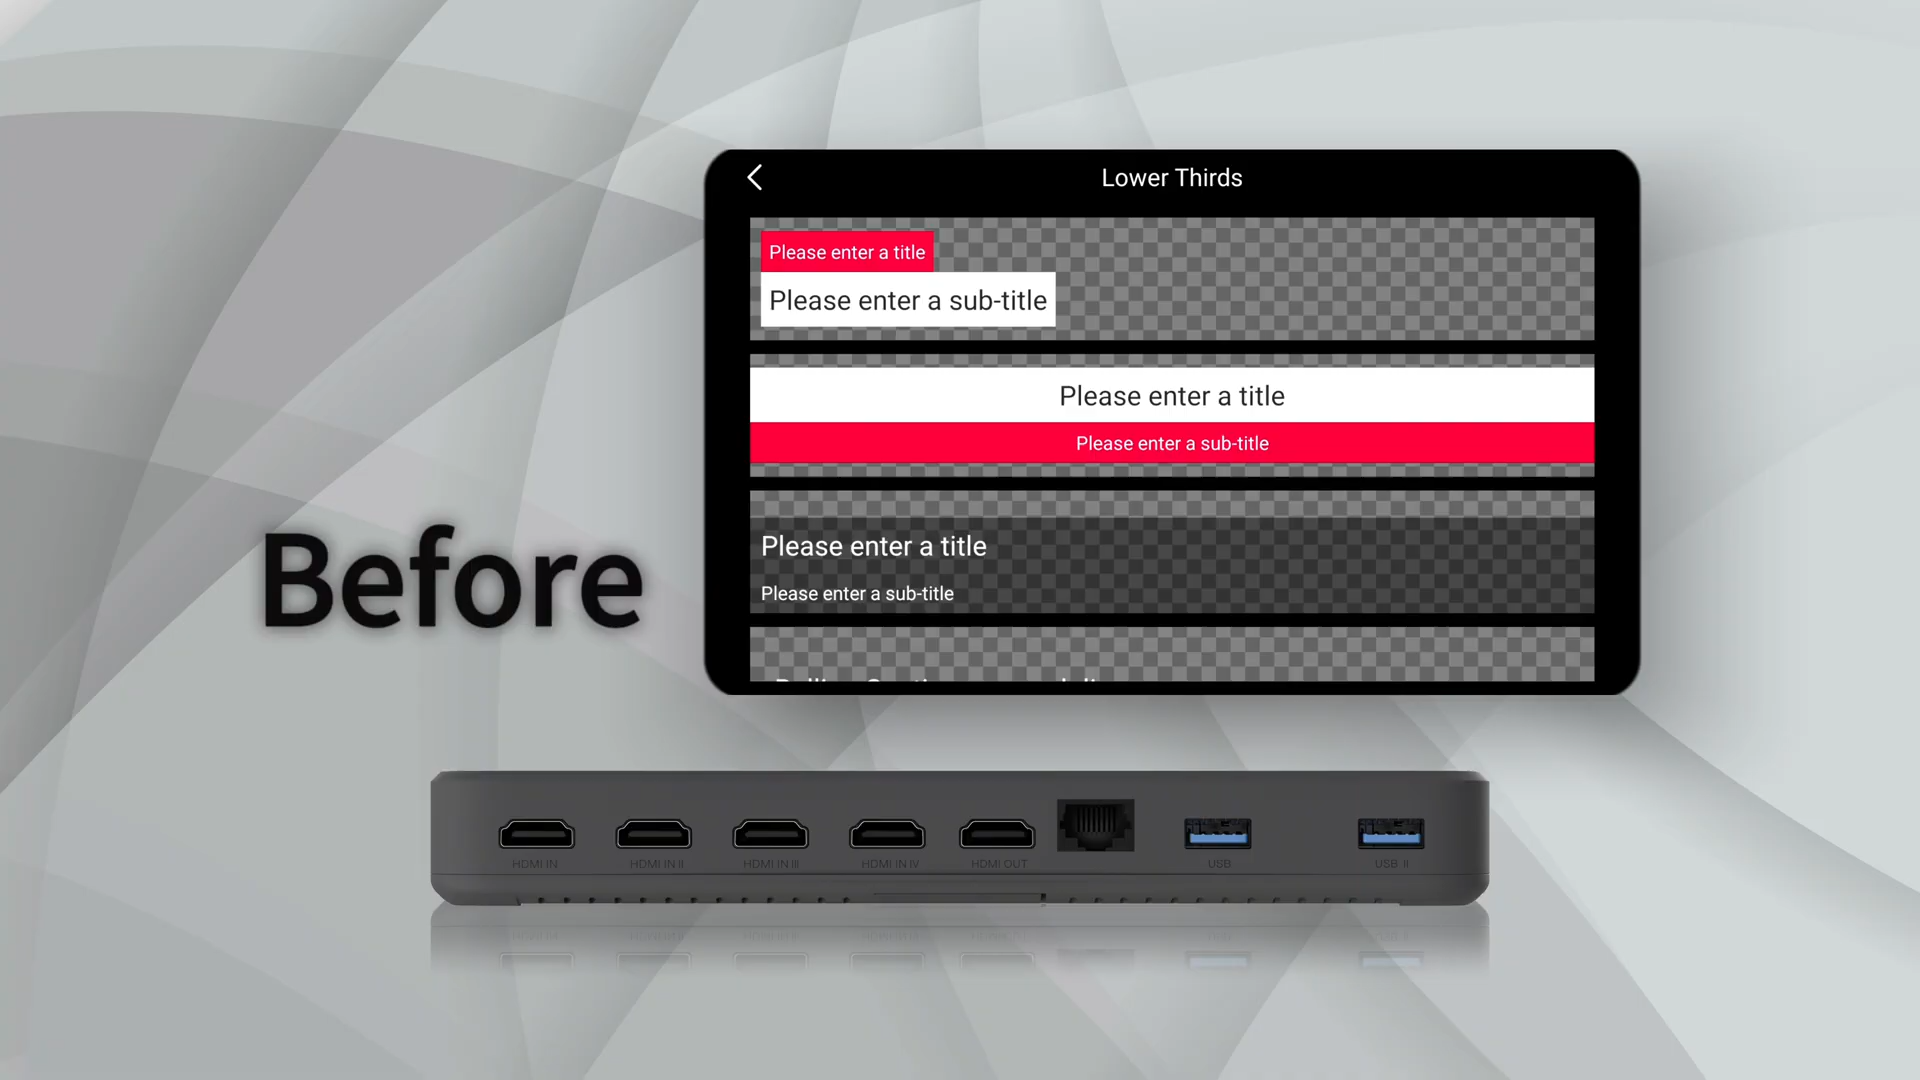 Lower Thirds
Please enter a title
Please enter a sub-title
Please enter a title
Please enter a sub-title
Please enter a title
Please enter a sub-title
Before
HDMI IN
HDMI IN II
HDMI IN III
HDMI IN IV
HDMI OUT
USB
USB II